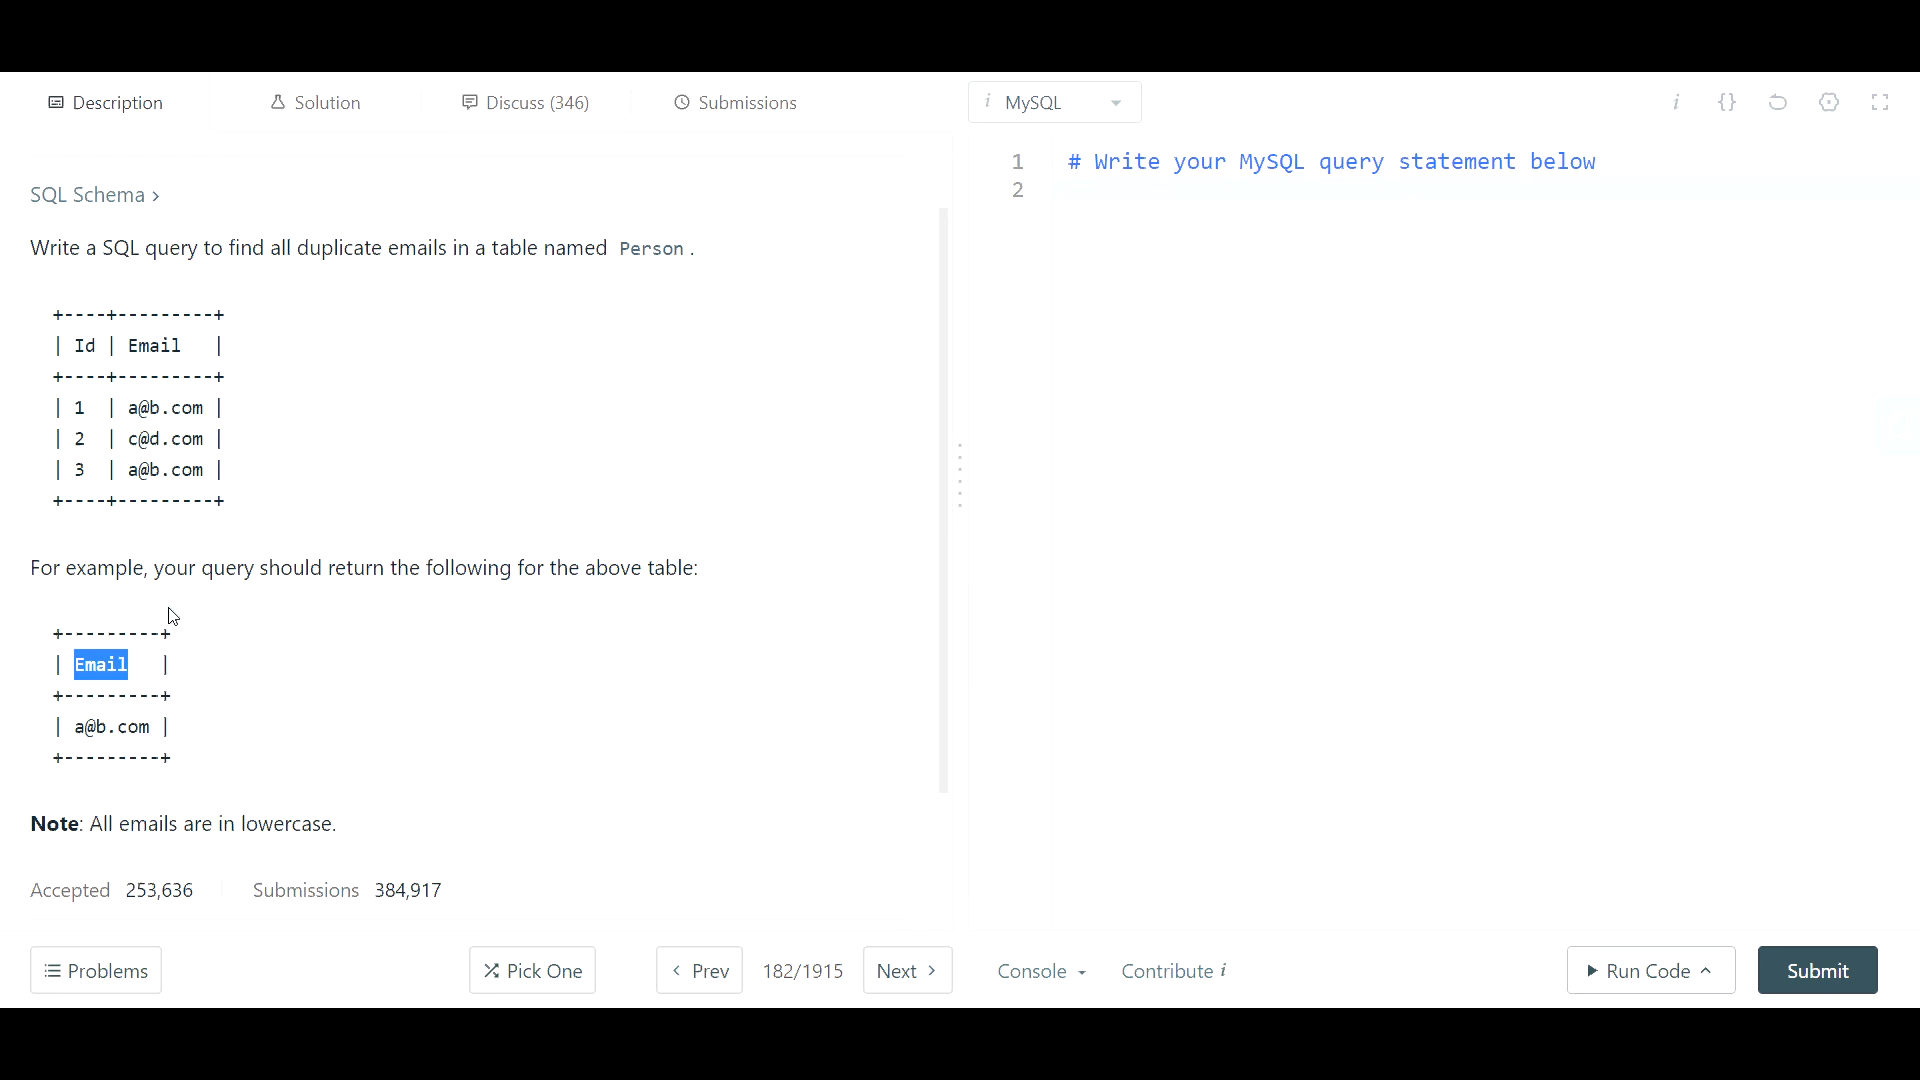 Description Solution Discuss (346) Submissions i MySQL i {}
SQL Schema >
Write a SQL query to find all duplicate emails in a table named Person .
+----+---------+
| Id | Email   |
+----+---------+
| 1  | a@b.com |
| 2  | c@d.com |
| 3  | a@b.com |
+----+---------+
For example, your query should return the following for the above table:
+---------+
| Email   |
+---------+
| a@b.com |
+---------+
Note: All emails are in lowercase.
Accepted 253,636 Submissions 384,917
Problems Pick One < Prev 182/1915 Next >
1 # Write your MySQL query statement below
2
Console Contribute i Run Code Submit